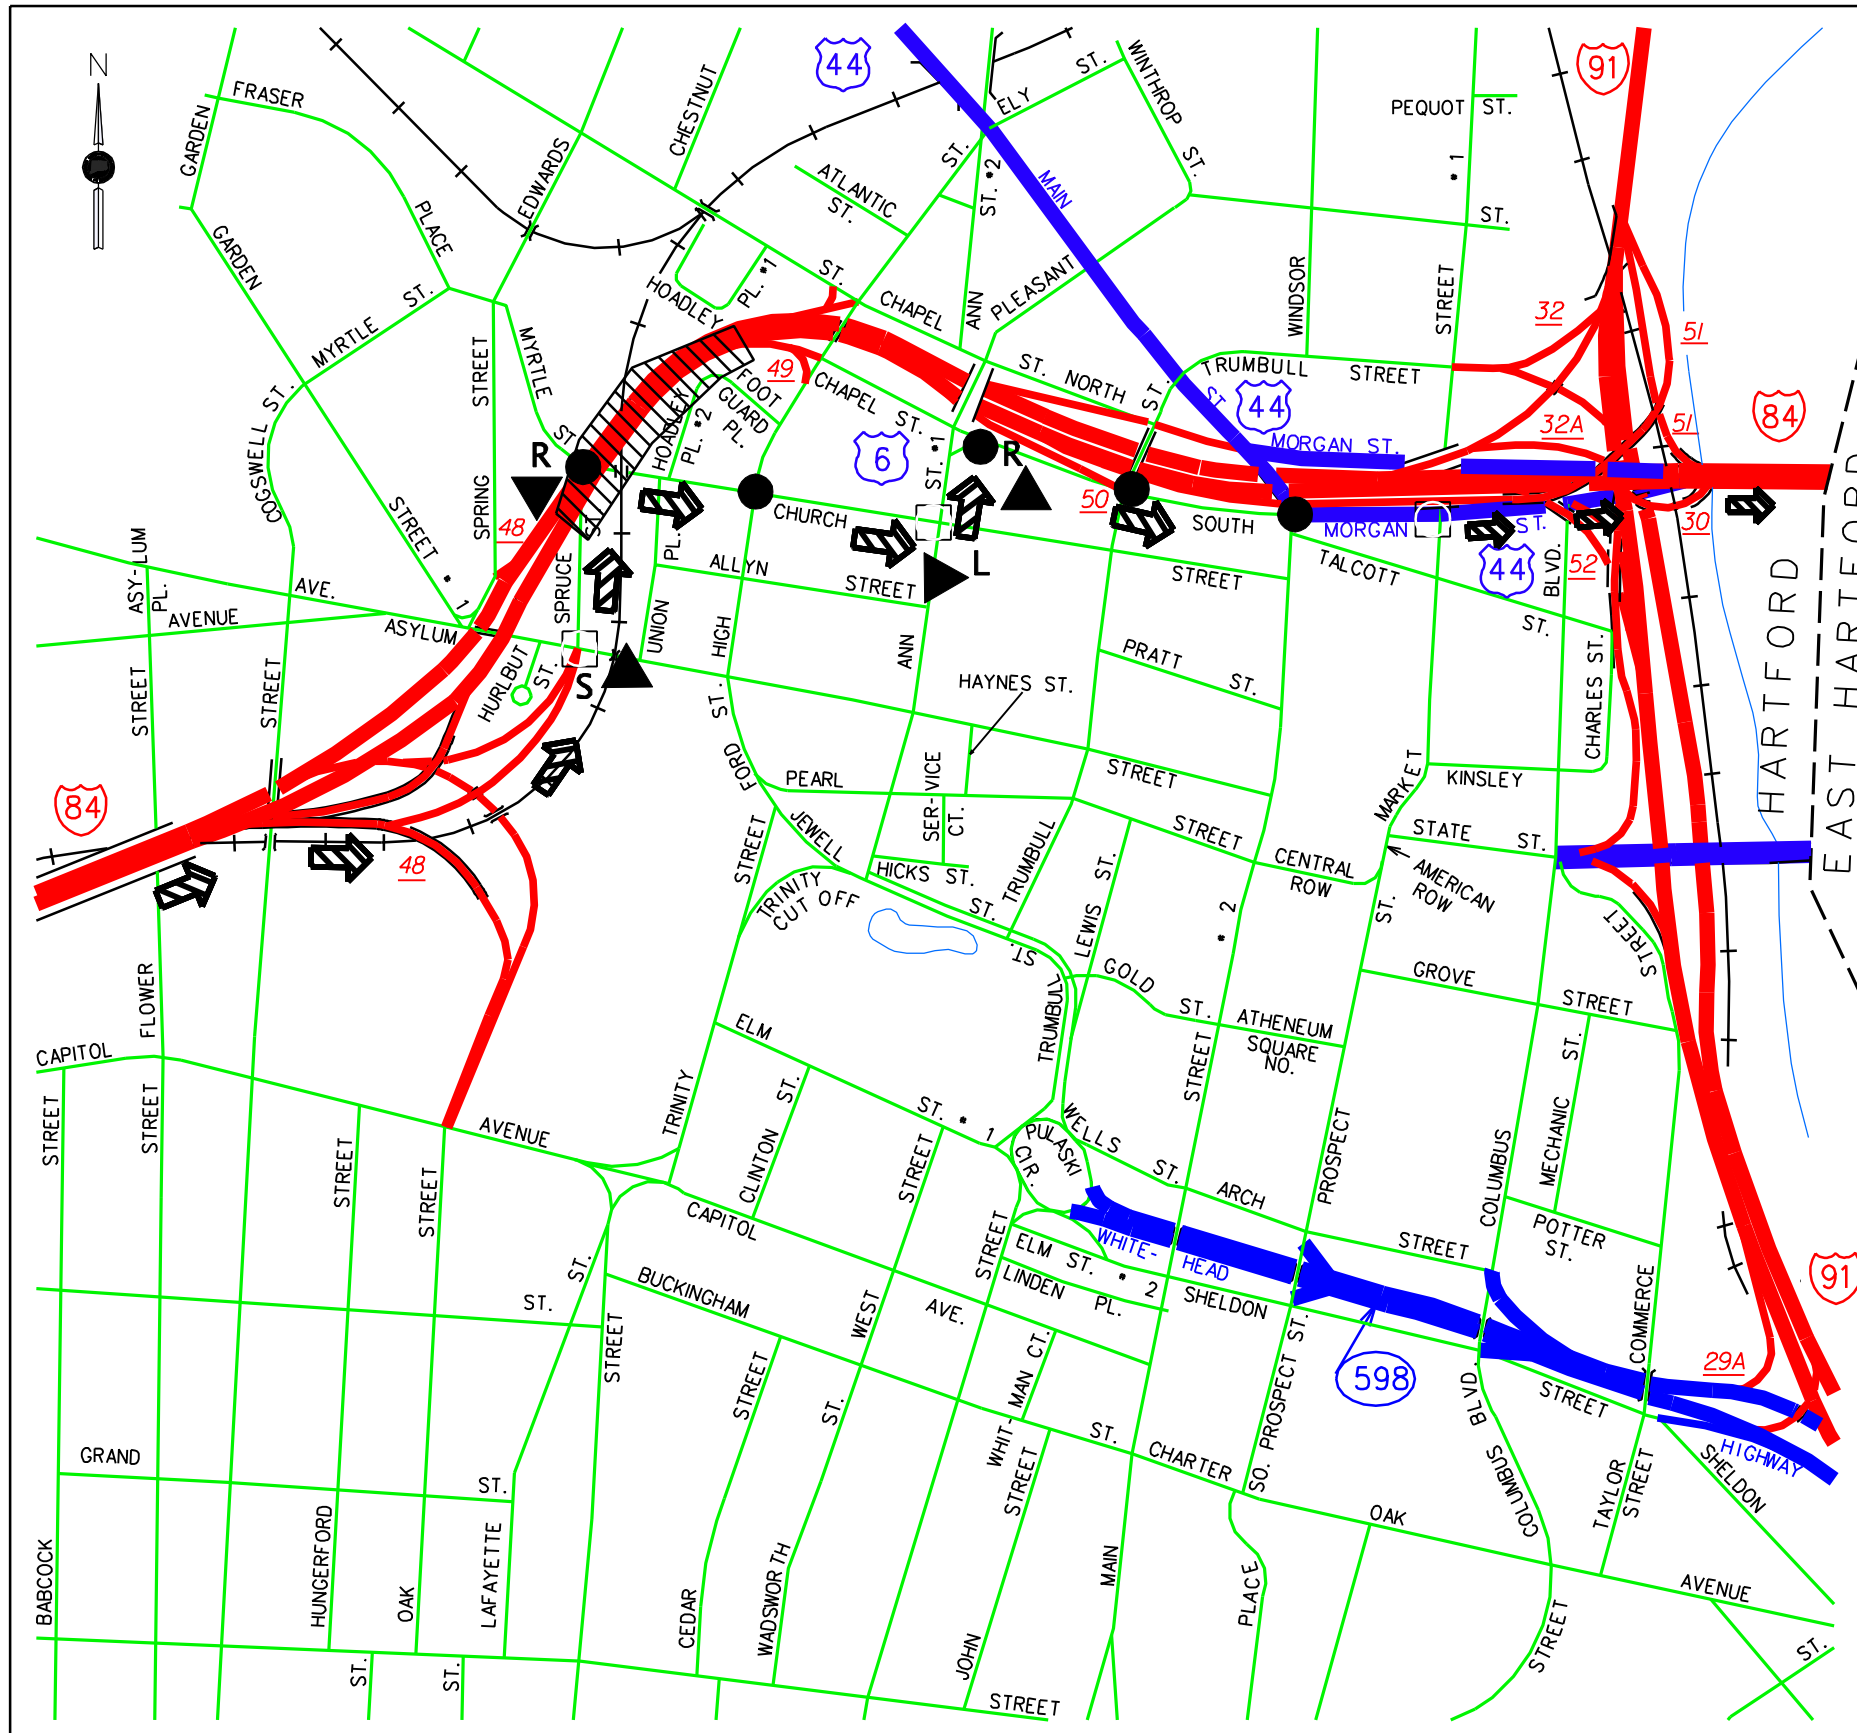 N
44
91
FRASER
GARDEN
CHESTNUT
EDWARDS
ELY
ST.
WINTHROP
ST.
PEQUOT ST.
ATLANTIC
ST.
ST.
ST. #2
MAIN
# 1
ST.
PLACE
GARDEN
ST.
HOADLEY
PL. #1
ST.
CHAPEL
ANN
PLEASANT
WINDSOR
STREET
32
51
MYRTLE
ST.
STREET
MYRTLE
ST. NORTH
ST.
TRUMBULL STREET
ST.
49
FOOT
GUARD
PL.
HOADLEY
PL. #2
CHAPEL
ST.
44
84
COGSWELL ST.
ST
R
6
ST. #1
R
MORGAN ST.
32A
51
50
30
48
SPRING
STREET # 1
ST
CHURCH
SOUTH
MORGAN
ST.
44
52
BLVD.
TALCOTT
ST.
ASY-LUM
PL.
AVE.
AVENUE
ASYLUM
SPRUCE
PL.
ALLYN
STREET
L
STREET
UNION
HIGH
ANN
PRATT
ST.
CHARLES ST.
HARTFORD
EAST HARTFORD
STREET
STREET
HURLBUT
ST.
S
ST.
FORD
HAYNES ST.
PEARL
SER-VICE
CT.
STREET
MARKET
KINSLEY
84
48
STREET
JEWELL
TRINITY
CUT OFF
HICKS ST.
ST.
TRUMBULL
ST.
STREET
CENTRAL
ROW
STATE
ST.
AMERICAN
ROW
ST.
LEWIS
ST.
# 2
STREET
FLOWER
CAPITOL
ELM
TRUMBULL
GOLD
ST.
ATHENEUM
SQUARE
NO.
GROVE
STREET
STREET
STREET
STREET
STREET
AVENUE
TRINITY
CLINTON
ST.
ST. # 1
STREET
PULASKI
CIR.
WELLS
ST.
STREET
ARCH
PROSPECT
COLUMBUS
MECHANIC
ST.
POTTER
ST.
CAPITOL
BUCKINGHAM
ST.
ST.
STREET
WEST
AVE.
STREET
ELM
ST. # 2
LINDEN
PL.
WHITE-
HEAD
SHELDON
STREET
598
COMMERCE
91
29A
STREET
HIGHWAY
SHELDON
STREET
ST.
WHIT-MAN CT.
ST.
CHARTER
SO. PROSPECT ST.
BLVD.
COLUMBUS
TAYLOR
STREET
GRAND
ST.
STREET
OAK
AVENUE
BABCOCK
HUNGERFORD
OAK
LAFAYETTE
CEDAR
WADSWORTH
JOHN
MAIN
PLACE
STREET
ST.
ST.
ST.
STREET